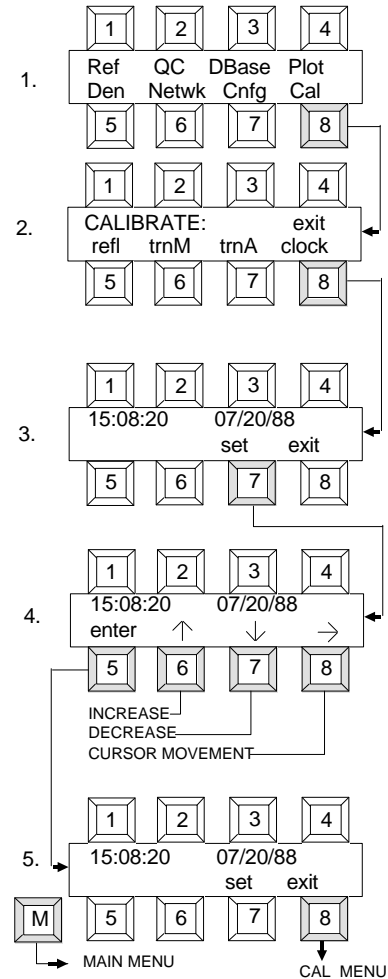 1 2 3 4
1.
Ref QC DBase Plot
Den Netwk Cnfg Cal
5 6 7 8
1 2 3 4
2.
CALIBRATE: exit
refl trnM trnA clock
5 6 7 8
1 2 3 4
3.
15:08:20 07/20/88
set exit
5 6 7 8
1 2 3 4
4.
15:08:20 07/20/88
enter ↑ ↓ →
5 6 7 8
INCREASE
DECREASE
CURSOR MOVEMENT
1 2 3 4
5.
15:08:20 07/20/88
set exit
M 5 6 7 8
MAIN MENU
CAL MENU